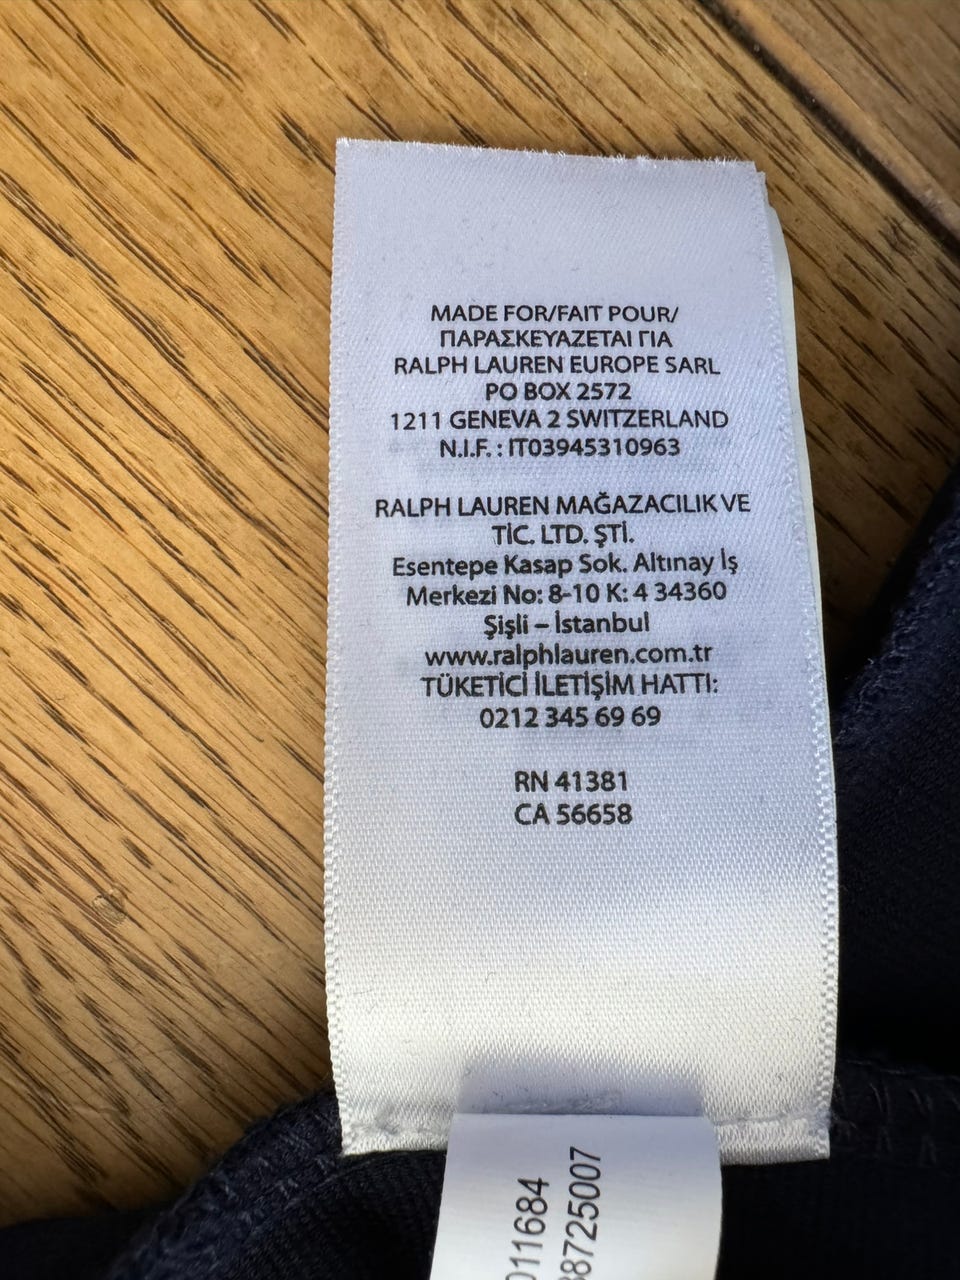 MADE FOR/FAIT POUR/
ΠΑΡΑΣΚΕΥΑΖΕΤΑΙ ΓΙΑ
RALPH LAUREN EUROPE SARL
PO BOX 2572
1211 GENEVA 2 SWITZERLAND
N.I.F. : IT03945310963
RALPH LAUREN MAĞAZACILIK VE
TİC. LTD. ŞTİ.
Esentepe Kasap Sok. Altınay İş
Merkezi No: 8-10 K: 4 34360
Şişli – İstanbul
www.ralphlauren.com.tr
TÜKETİCİ İLETİŞİM HATTI:
0212 345 69 69
RN 41381
CA 56658
011684
38725007